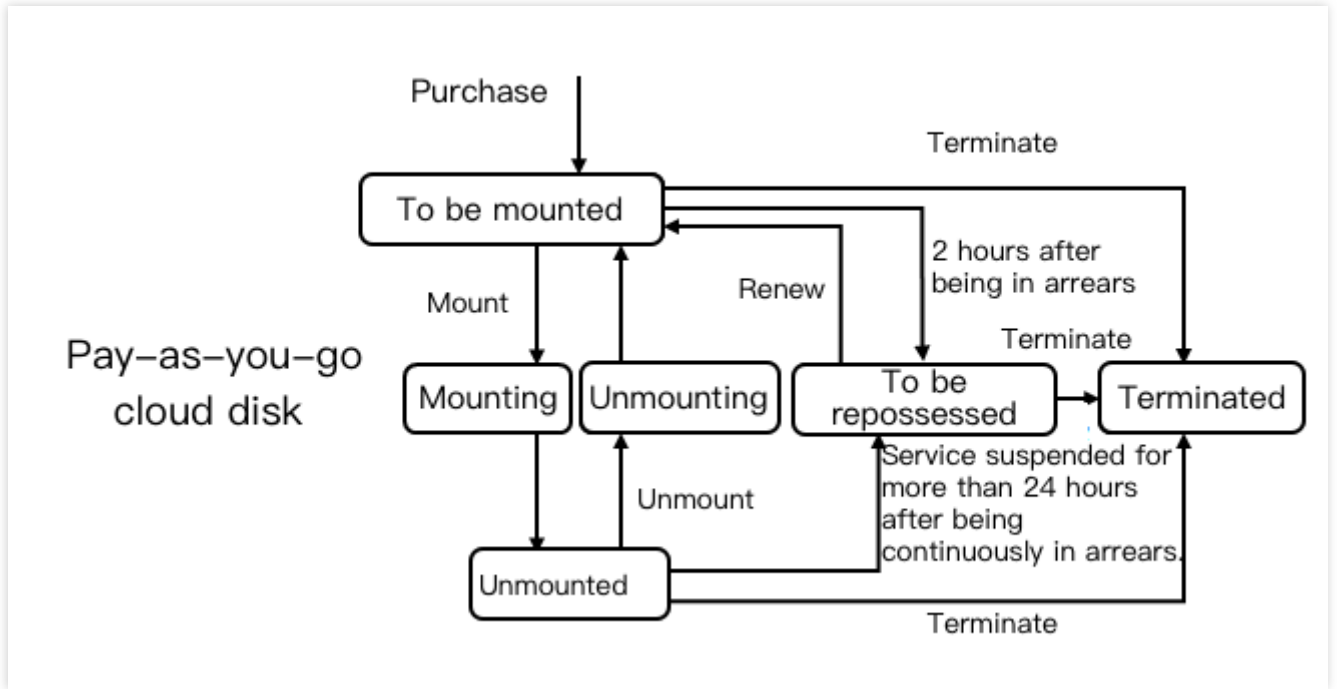 Purchase
Terminate
To be mounted
2 hours after
being in arrears
Renew
Mount
Terminate
Pay-as-you-go
cloud disk
Mounting
Unmounting
To be
repossessed
Terminated
Service suspended for
more than 24 hours
after being
continuously in arrears.
Unmount
Unmounted
Terminate